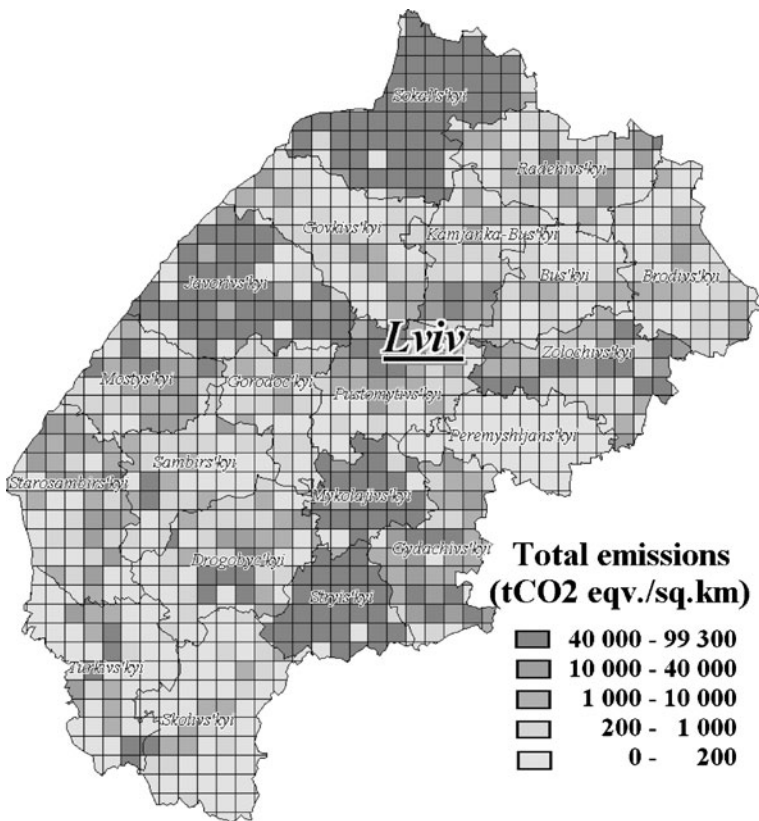 Zokal's'kyi
Radehivs'kyi
Govkivs'kyi
Kamjanka-Bus'kyi
Javorivs'kyi
Bus'kyi
Brodivs'kyi
Lviv
Zolochivs'kyi
Mostys'kyi
Gorodoc'kyi
Pustomytivs'kyi
Peremyshljans'kyi
Sambirs'kyi
Starosambirs'kyi
Mykolajivs'kyi
Drogobyc'kyi
Gydachivs'kyi
Stryis'kyi
Turkivs'kyi
Skolivs'kyi
Total emissions
(tCO2 eqv./sq.km)
40 000 - 99 300
10 000 - 40 000
1 000 - 10 000
200 - 1 000
0 - 200